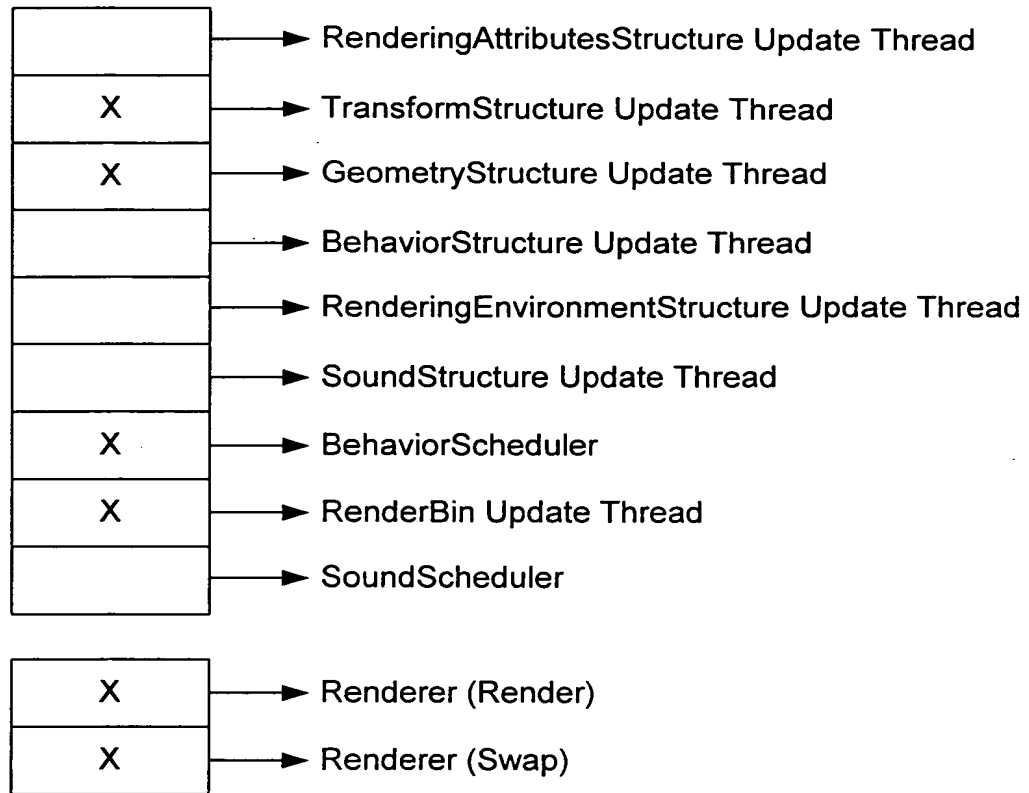 RenderingAttributesStructure Update Thread
X TransformStructure Update Thread
X GeometryStructure Update Thread
BehaviorStructure Update Thread
RenderingEnvironmentStructure Update Thread
SoundStructure Update Thread
X BehaviorScheduler
X RenderBin Update Thread
SoundScheduler
X Renderer (Render)
X Renderer (Swap)